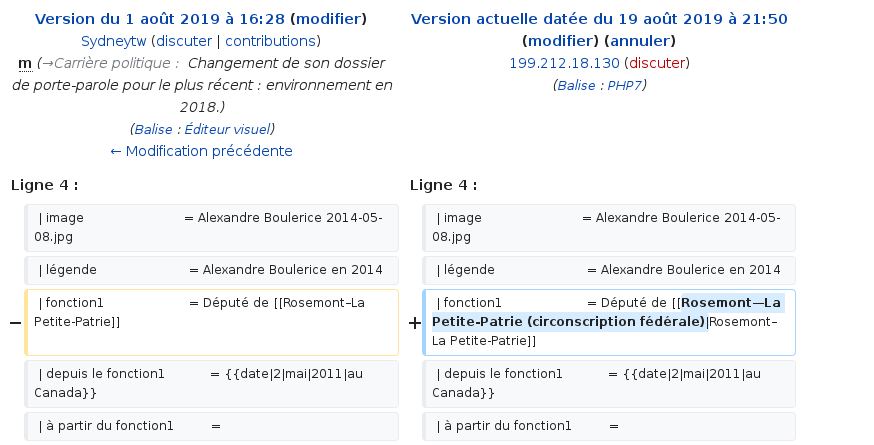 Version du 1 août 2019 à 16:28 (modifier)
Sydneytw (discuter | contributions)
m (→Carrière politique : Changement de son dossier
de porte-parole pour le plus récent : environnement en
2018.)
(Balise : Éditeur visuel)
← Modification précédente
Version actuelle datée du 19 août 2019 à 21:50
(modifier) (annuler)
199.212.18.130 (discuter)
(Balise : PHP7)
Ligne 4 :
Ligne 4 :
| image = Alexandre Boulerice 2014-05-
08.jpg
| image = Alexandre Boulerice 2014-05-
08.jpg
| légende = Alexandre Boulerice en 2014
| légende = Alexandre Boulerice en 2014
− | fonction1 = Député de [[Rosemont–La
Petite-Patrie]]
+ | fonction1 = Député de [[Rosemont—La
Petite-Patrie (circonscription fédérale)|Rosemont–
La Petite-Patrie]]
| depuis le fonction1 = {{date|2|mai|2011|au
Canada}}
| depuis le fonction1 = {{date|2|mai|2011|au
Canada}}
| à partir du fonction1 =
| à partir du fonction1 =